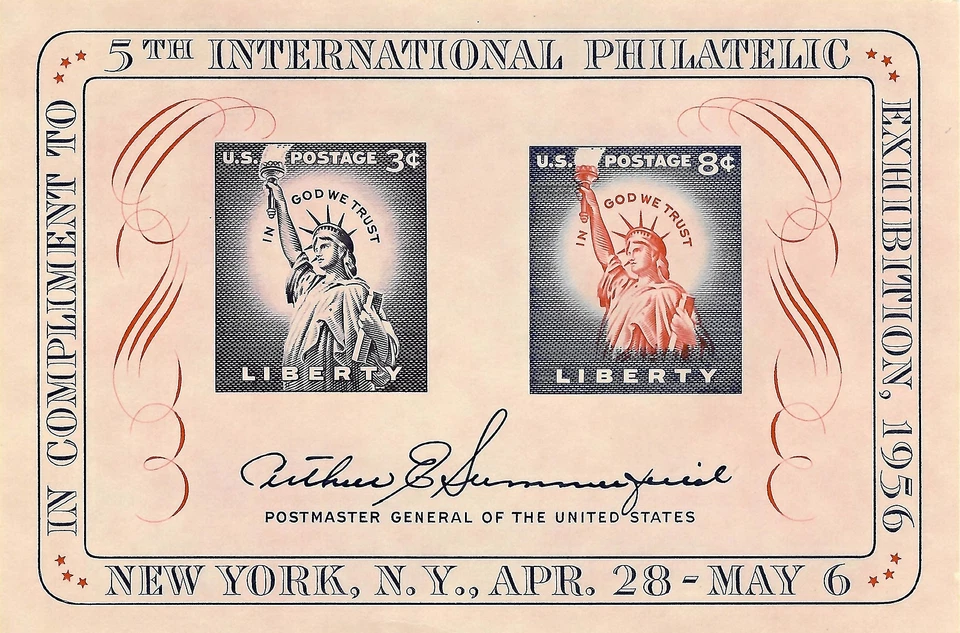 IN COMPLIMENT TO
5TH INTERNATIONAL PHILATELIC
EXHIBITION, 1956
NEW YORK, N.Y., APR. 28 - MAY 6
U.S. POSTAGE 3¢
IN GOD WE TRUST
LIBERTY
U.S. POSTAGE 8¢
IN GOD WE TRUST
LIBERTY
Arthur E Summerfield
POSTMASTER GENERAL OF THE UNITED STATES